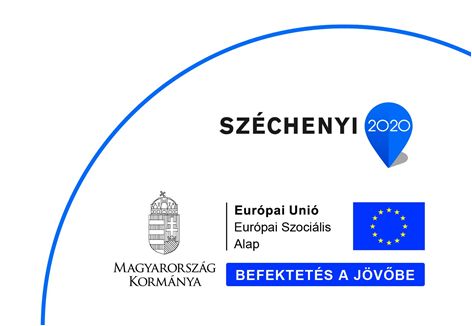 SZÉCHENYI 2020
Európai Unió
Európai Szociális
Alap
MAGYARORSZÁG
KORMÁNYA
BEFEKTETÉS A JÖVŐBE